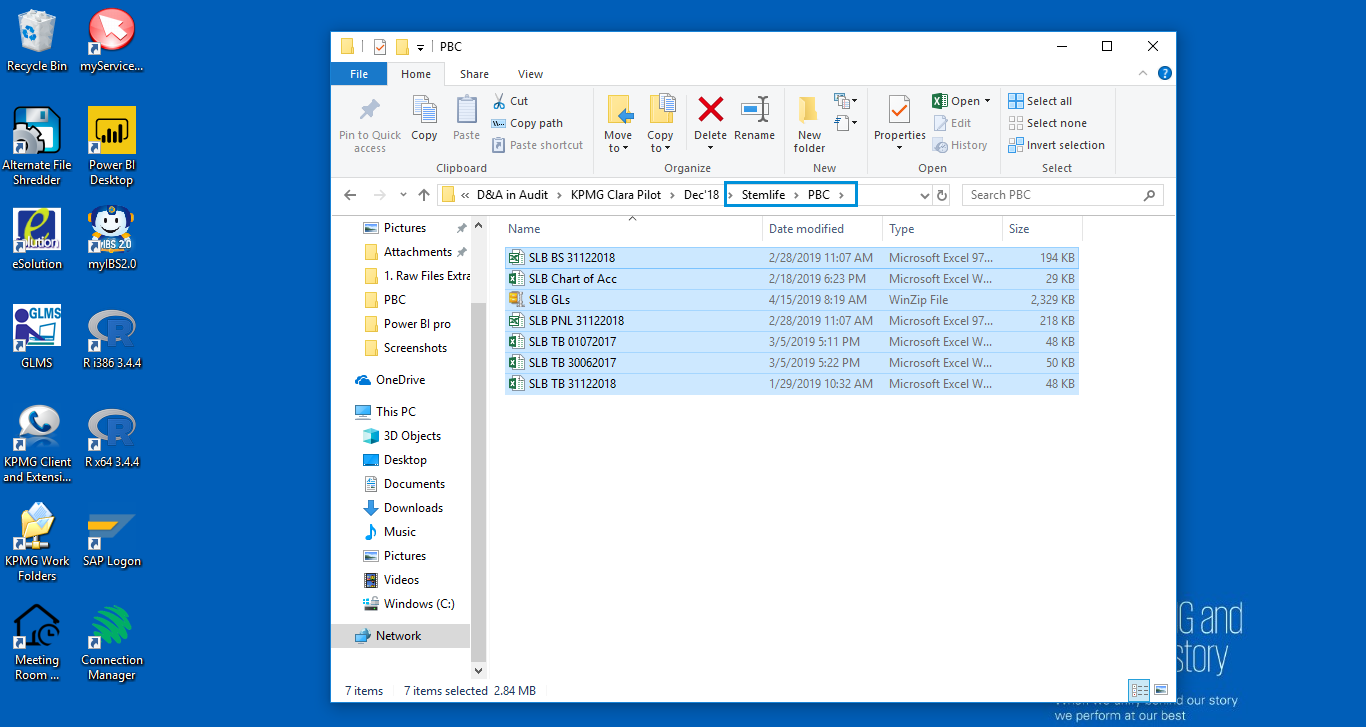 Recycle Bin
myService...
Alternate File
Shredder
Power BI
Desktop
eSolution
myIBS2.0
GLMS
R i386 3.4.4
KPMG Client
and Extensi...
R x64 3.4.4
KPMG Work
Folders
SAP Logon
Meeting
Room ...
Connection
Manager
PBC
File Home Share View
Pin to Quick
access
Copy
Paste
Cut
Copy path
Paste shortcut
Clipboard
Move
to
Copy
to
Delete
Rename
Organize
New
folder
New
Properties
Open
Edit
History
Open
Select all
Select none
Invert selection
Select
« D&A in Audit > KPMG Clara Pilot > Dec'18 > Stemlife > PBC >
Search PBC
Pictures
Attachments
1. Raw Files Extra
PBC
Power BI pro
Screenshots
OneDrive
This PC
3D Objects
Desktop
Documents
Downloads
Music
Pictures
Videos
Windows (C:)
Network
Name Date modified Type Size
SLB BS 31122018 2/28/2019 11:07 AM Microsoft Excel 97... 194 KB
SLB Chart of Acc 2/18/2019 6:23 PM Microsoft Excel W... 29 KB
SLB GLs 4/15/2019 8:19 AM WinZip File 2,329 KB
SLB PNL 31122018 2/28/2019 11:07 AM Microsoft Excel 97... 218 KB
SLB TB 01072017 3/5/2019 5:11 PM Microsoft Excel W... 48 KB
SLB TB 30062017 3/5/2019 5:22 PM Microsoft Excel W... 50 KB
SLB TB 31122018 1/29/2019 10:32 AM Microsoft Excel W... 48 KB
7 items 7 items selected 2.84 MB
G and
story
our story
we perform at our best